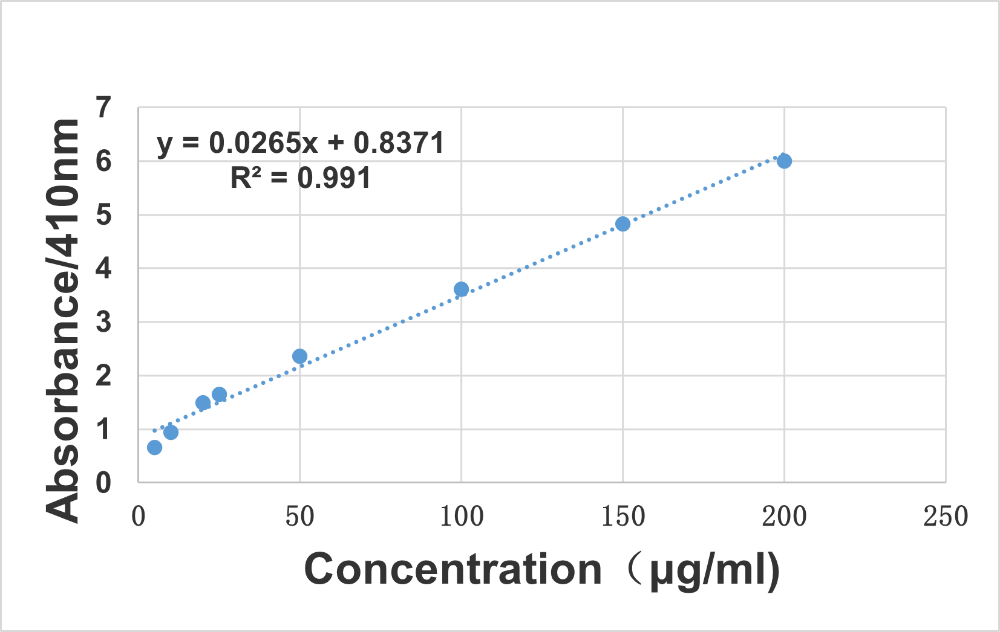 y = 0.0265x + 0.8371
R² = 0.991
7
6
5
4
3
2
1
0
0 50 100 150 200 250
Absorbance/410nm
Concentration（μg/ml)